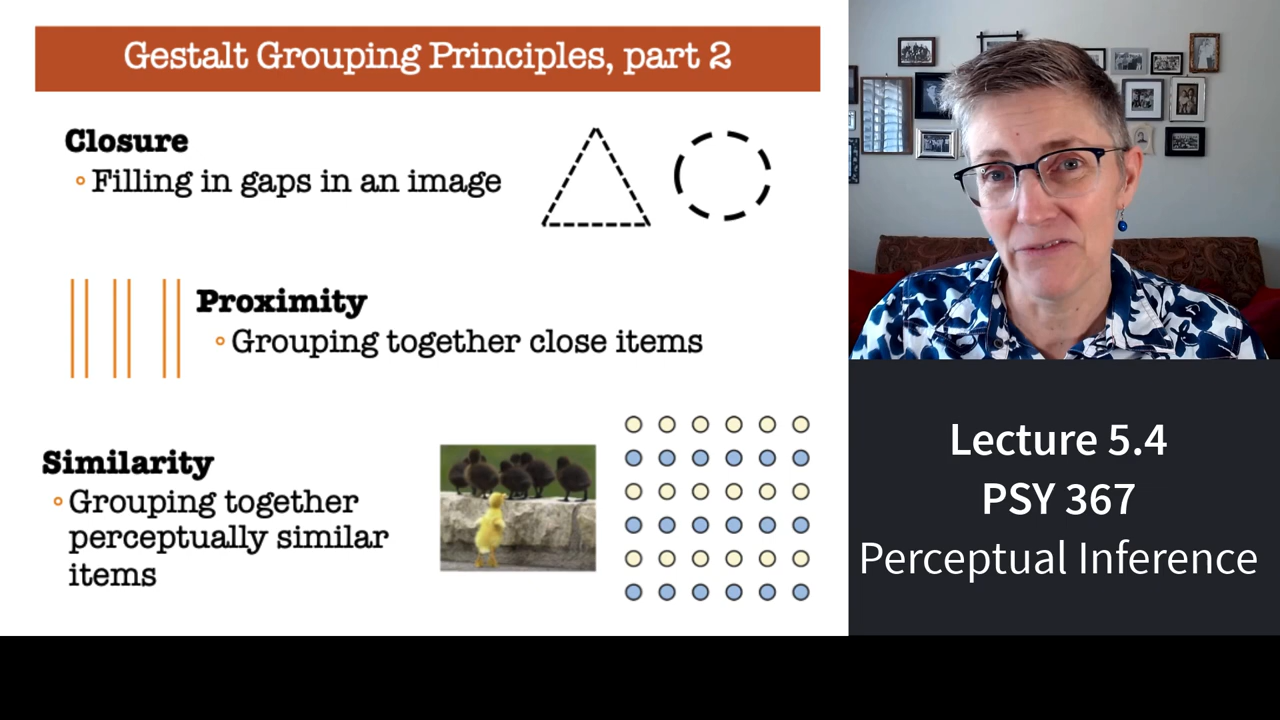 Gestalt Grouping Principles, part 2
Closure
Filling in gaps in an image
Proximity
Grouping together close items
Similarity
Grouping together
perceptually similar
items
Lecture 5.4
PSY 367
Perceptual Inference